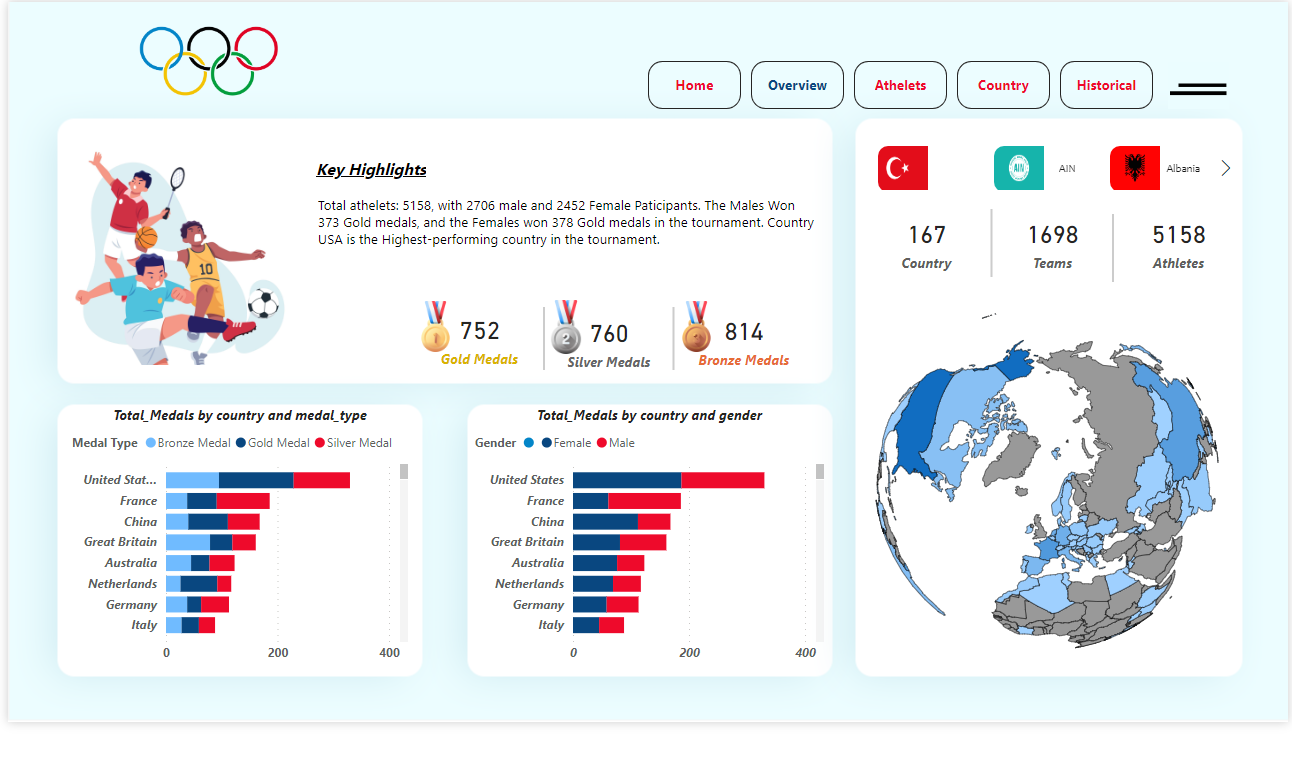 Home
Overview
Athelets
Country
Historical
Key Highlights
Total athelets: 5158, with 2706 male and 2452 Female Paticipants. The Males Won
373 Gold medals, and the Females won 378 Gold medals in the tournament. Country
USA is the Highest-performing country in the tournament.
10
1
752
Gold Medals
2
760
Silver Medals
3
814
Bronze Medals
AIN
AIN
Albania
167
Country
1698
Teams
5158
Athletes
Total_Medals by country and medal_type
Medal Type
Bronze Medal
Gold Medal
Silver Medal
United Stat...
France
China
Great Britain
Australia
Netherlands
Germany
Italy
0
200
400
Total_Medals by country and gender
Gender
Female
Male
United States
France
China
Great Britain
Australia
Netherlands
Germany
Italy
0
200
400